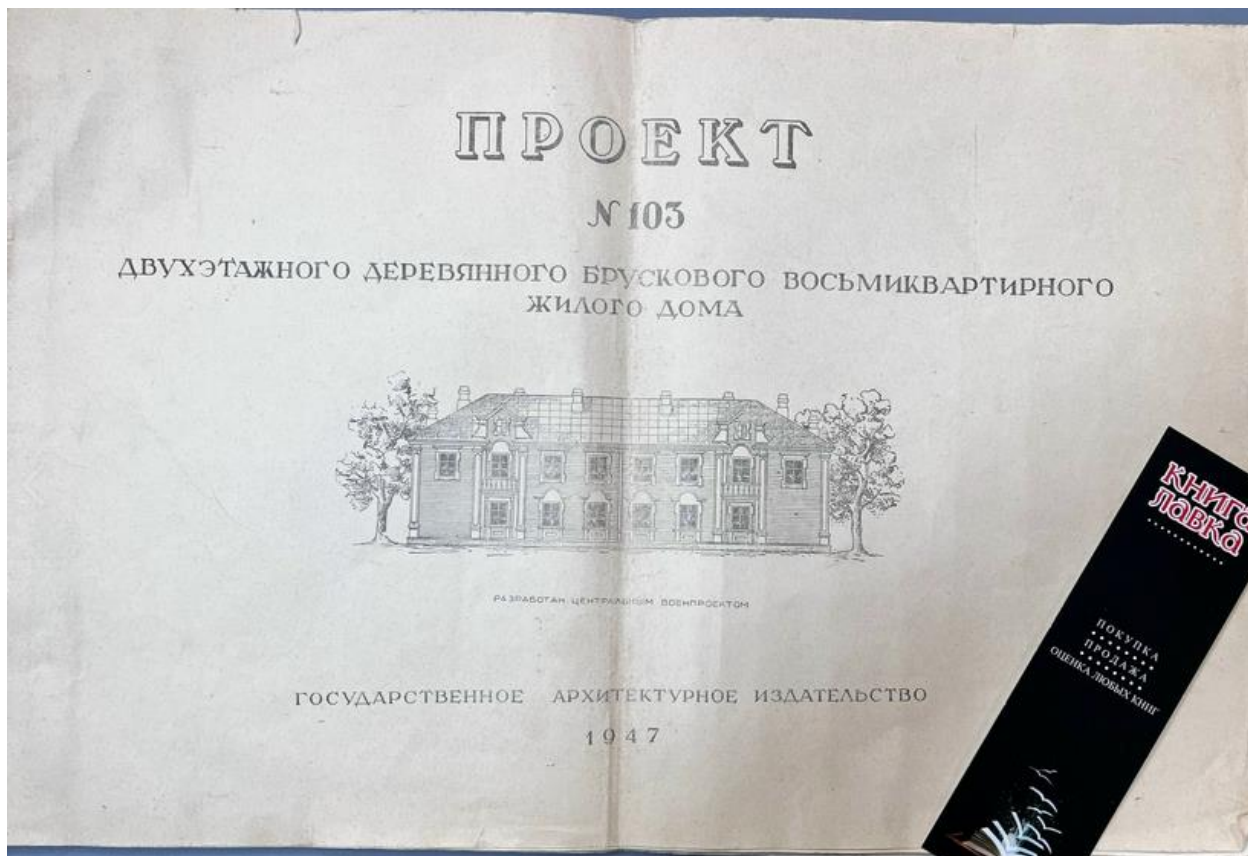 ПРОЕКТ
№ 103
ДВУХЭТАЖНОГО ДЕРЕВЯННОГО БРУСКОВОГО ВОСЬМИКВАРТИРНОГО
ЖИЛОГО ДОМА
РАЗРАБОТАН ЦЕНТРАЛЬНЫМ ВОЕНПРОЕКТОМ
ГОСУДАРСТВЕННОЕ АРХИТЕКТУРНОЕ ИЗДАТЕЛЬСТВО
1947
КНИГО
ЛАВКА
ПОКУПКА
ПРОДАЖА
ОЦЕНКА ЛЮБЫХ КНИГ